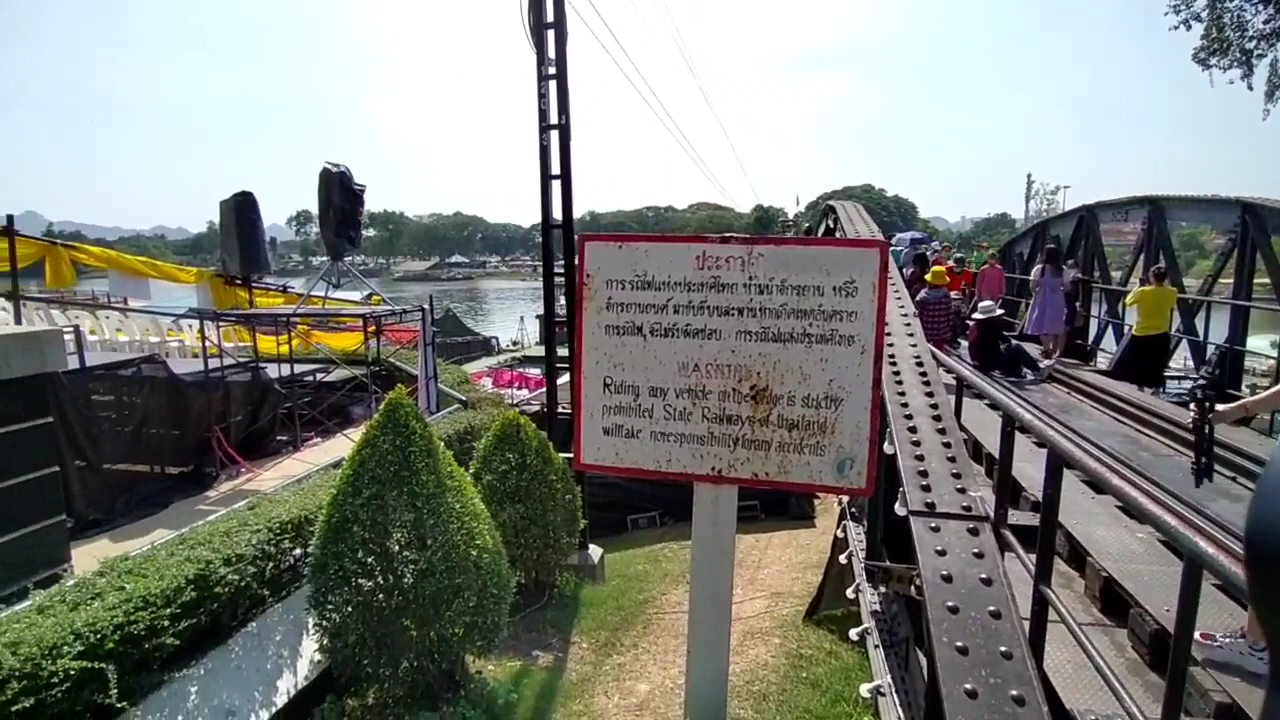 ประกาศ
การรถไฟแห่งประเทศไทย ห้ามนำจักรยาน หรือ
จักรยานยนต์ มาขับขี่บนสะพาน หากเกิดเหตุอันตราย
การรถไฟฯ จะไม่รับผิดชอบ. การรถไฟแห่งประเทศไทย
WARNING
Riding any vehicle on the bridge is strictly
prohibited. State Railways of thailand
will take no responsibility for any accidents